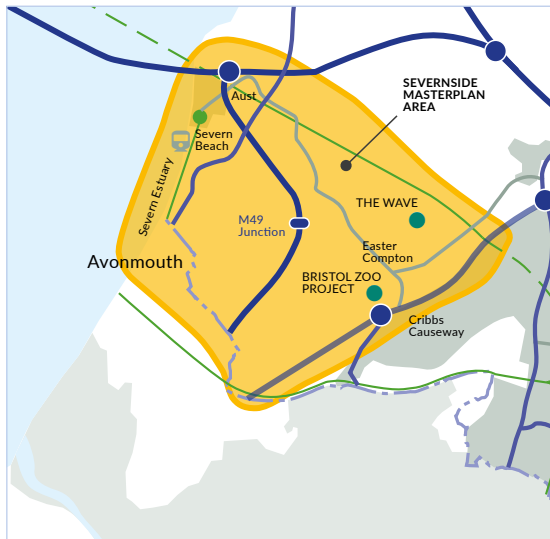 SEVERNSIDE
MASTERPLAN
AREA
Aust
Severn
Beach
Severn Estuary
THE WAVE
M49
Junction
Easter
Compton
Avonmouth
BRISTOL ZOO
PROJECT
Cribbs
Causeway